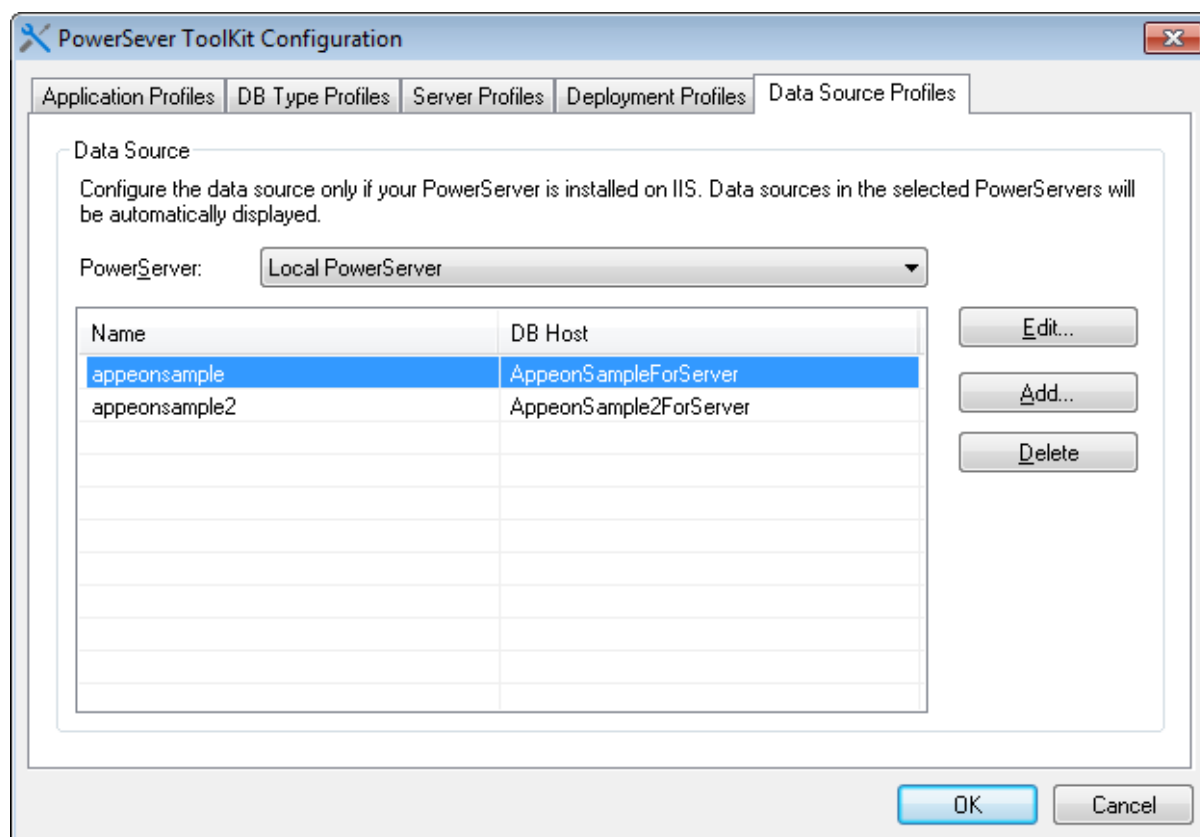 PowerSever ToolKit Configuration
Application Profiles DB Type Profiles Server Profiles Deployment Profiles Data Source Profiles
Data Source
Configure the data source only if your PowerServer is installed on IIS. Data sources in the selected PowerServers will
be automatically displayed.
PowerServer: Local PowerServer
Name DB Host
appeonsample AppeonSampleForServer
appeonsample2 AppeonSample2ForServer
Edit...
Add...
Delete
OK Cancel